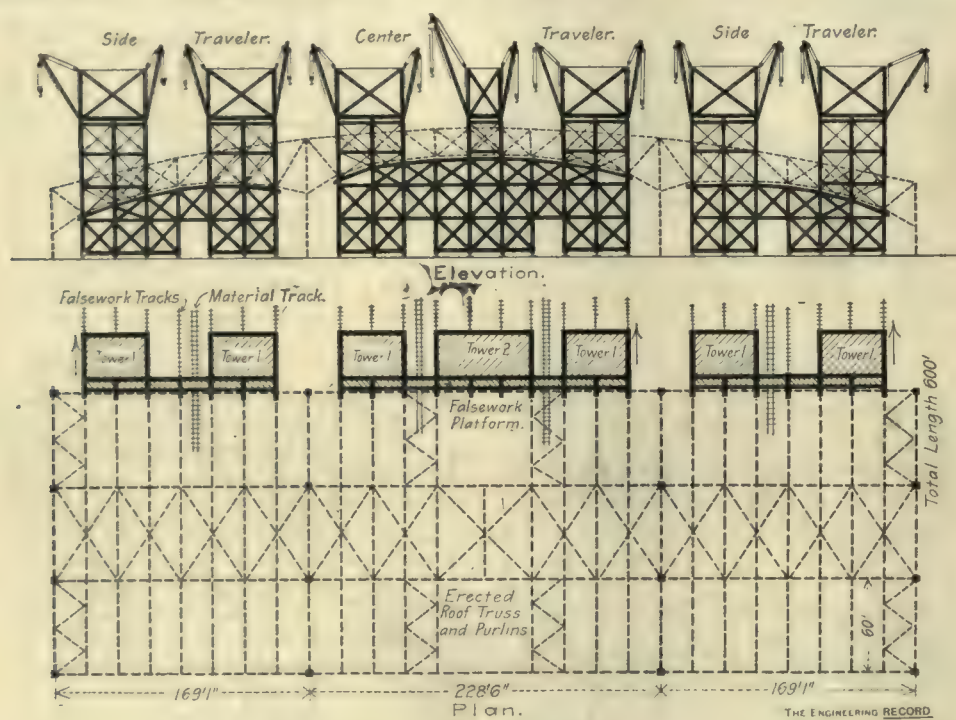 Side Traveler. Center Traveler. Side Traveler.
Elevation.
Falsework Tracks Material Track.
Tower 1 Tower 1 Tower 1 Tower 2 Tower 1 Tower 1 Tower 1.
Falsework
Platform.
Total Length 600'
Erected
Roof Truss
and Purlins
60'
169'1" 228'6" 169'1"
Plan.
THE ENGINEERING RECORD